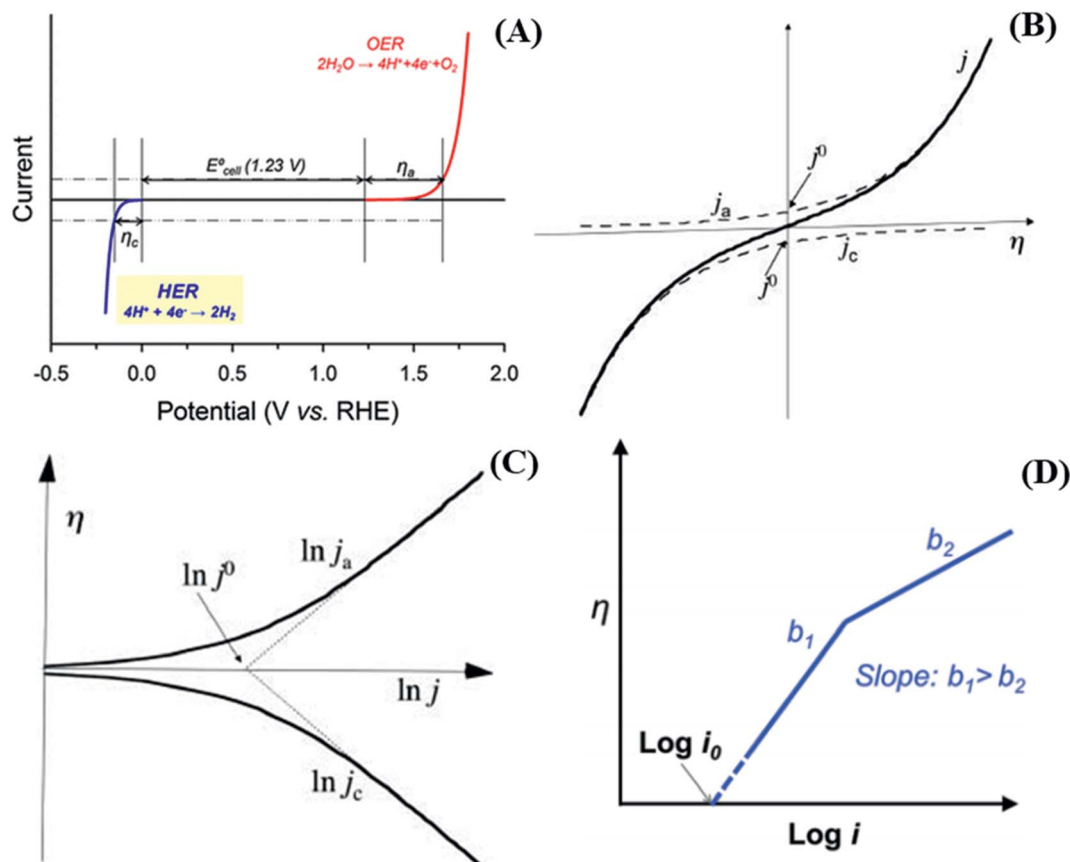 (A)
OER
2H₂O → 4H⁺+4e⁻+O₂
E⁰cell (1.23 V)
ηa
ηc
HER
4H⁺ + 4e⁻ → 2H₂
Current
-0.5 0.0 0.5 1.0 1.5 2.0
Potential (V vs. RHE)
(B)
j
j⁰
ja
η
jc
j⁰
(C)
η
ln ja
ln j⁰
ln j
ln jc
(D)
b₂
b₁
η
Slope: b₁> b₂
Log i₀
Log i